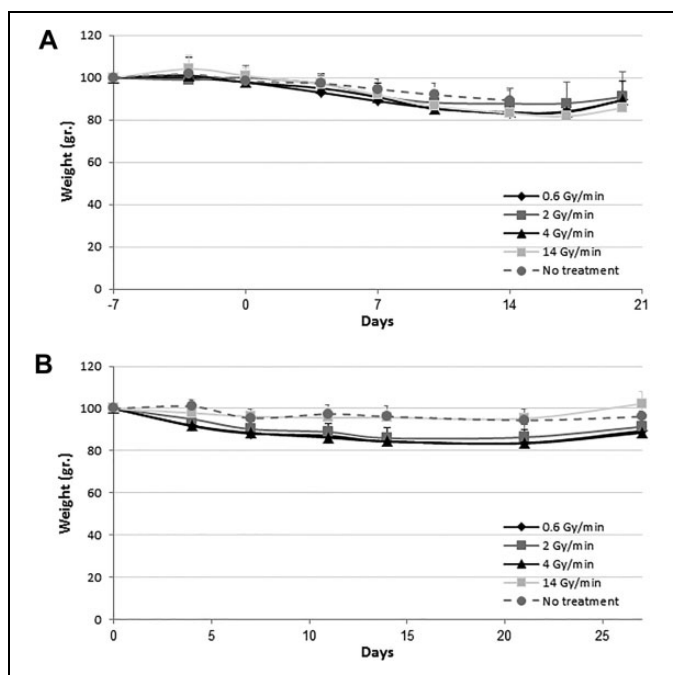 A
120
100
80
60
40
20
0
Weight (gr.)
0.6 Gy/min
2 Gy/min
4 Gy/min
14 Gy/min
No treatment
-7 0 7 14 21
Days
B
120
100
80
60
40
20
0
Weight (gr.)
0.6 Gy/min
2 Gy/min
4 Gy/min
14 Gy/min
No treatment
0 5 10 15 20 25
Days